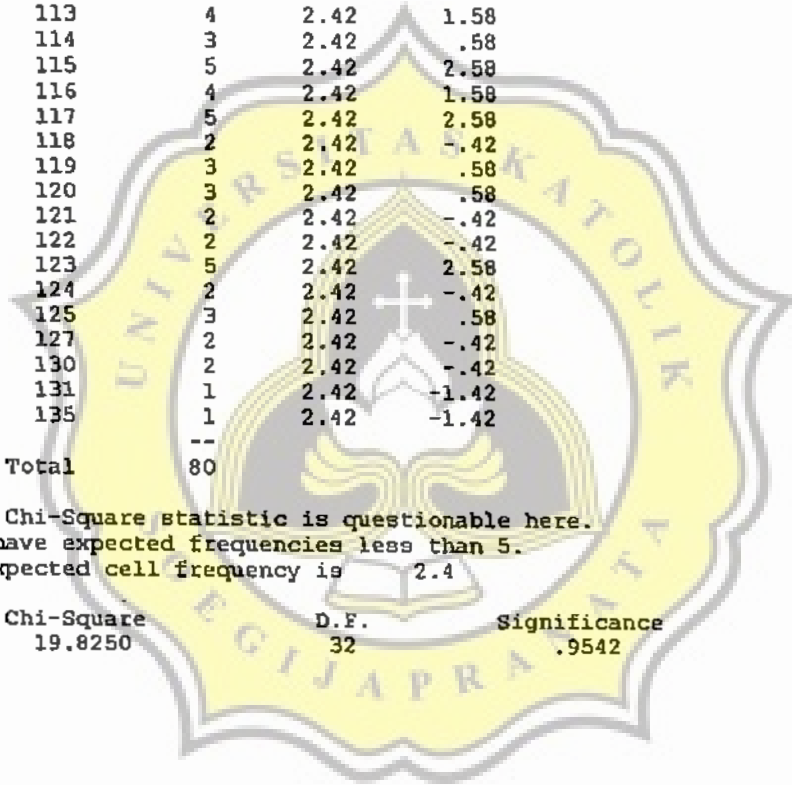 113 4 2.42 1.58
114 3 2.42 .58
115 5 2.42 2.58
116 4 2.42 1.58
117 5 2.42 2.58
118 2 2.42 -.42
119 3 2.42 .58
120 3 2.42 .58
121 2 2.42 -.42
122 2 2.42 -.42
123 5 2.42 2.58
124 2 2.42 -.42
125 3 2.42 .58
127 2 2.42 -.42
130 2 2.42 -.42
131 1 2.42 -1.42
135 1 2.42 -1.42
--
Total 80
Chi-Square statistic is questionable here.
have expected frequencies less than 5.
xpected cell frequency is 2.4
Chi-Square D.F. Significance
19.8250 32 .9542
UNIVERSITAS KATOLIK
SOEGIJAPRANATA